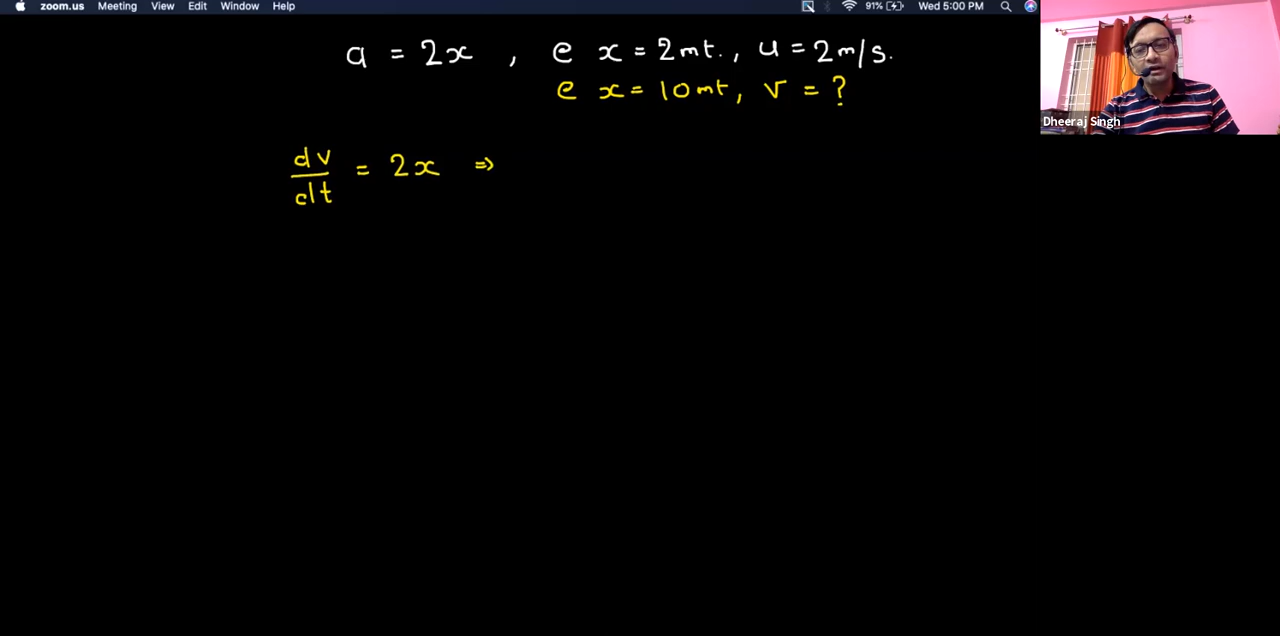 zoom.us Meeting View Edit Window Help 91% Wed 5:00 PM
a = 2x , e x = 2mt. , u = 2m/s.
e x = 10mt, v = ?
Dheeraj Singh
dv/dt = 2x ⇒